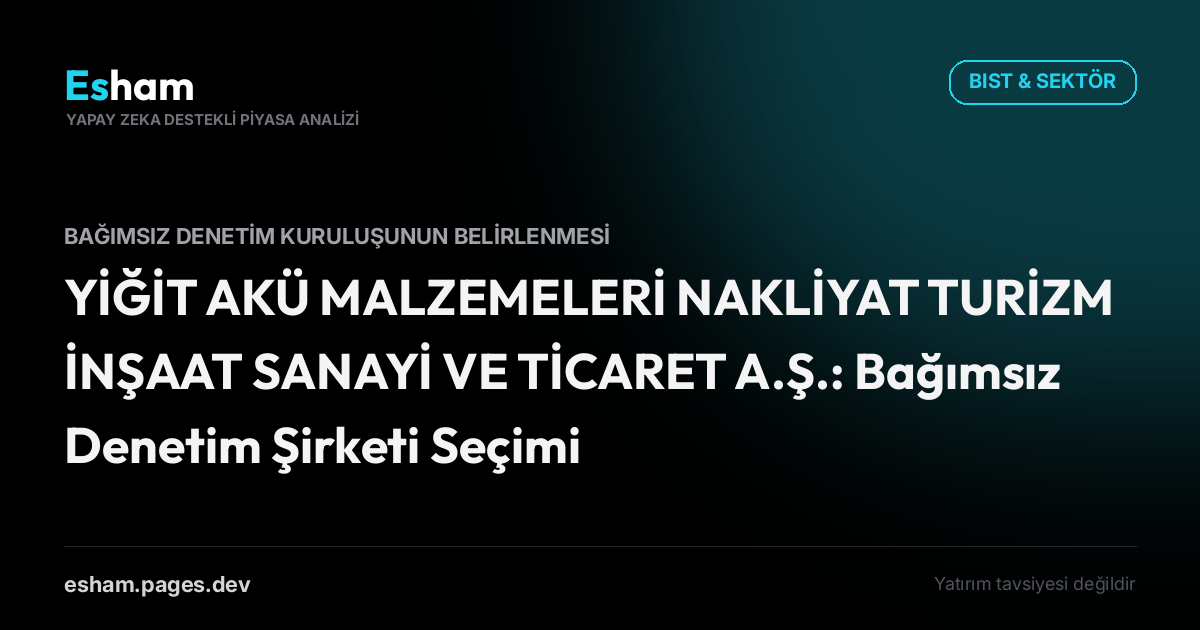 Esham
YAPAY ZEKA DESTEKLİ PİYASA ANALİZİ
BIST & SEKTÖR
BAĞIMSIZ DENETİM KURULUŞUNUN BELİRLENMESİ
YİĞİT AKÜ MALZEMELERİ NAKLİYAT TURİZM
İNŞAAT SANAYİ VE TİCARET A.Ş.: Bağımsız
Denetim Şirketi Seçimi
esham.pages.dev
Yatırım tavsiyesi değildir